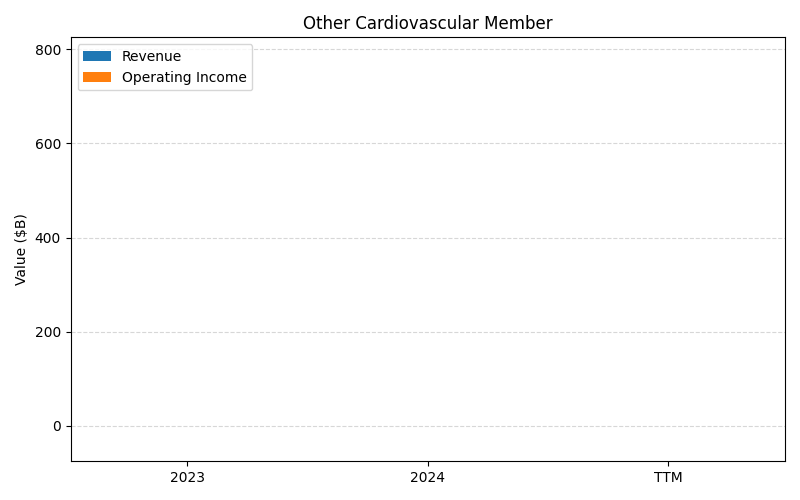 Other Cardiovascular Member
Revenue
Operating Income
Value ($B)
800
600
400
200
0
2023
2024
TTM